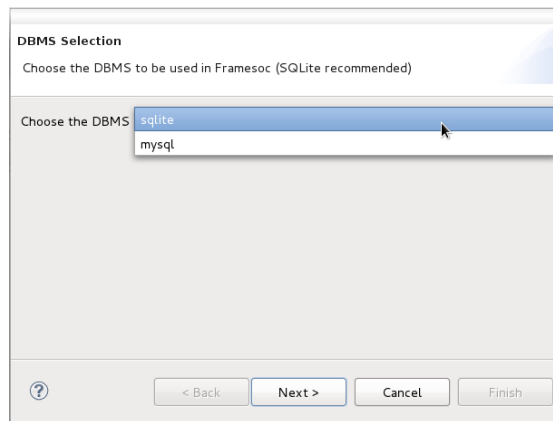 DBMS Selection
Choose the DBMS to be used in Framesoc (SQLite recommended)
Choose the DBMS sqlite
mysql
? < Back Next > Cancel Finish